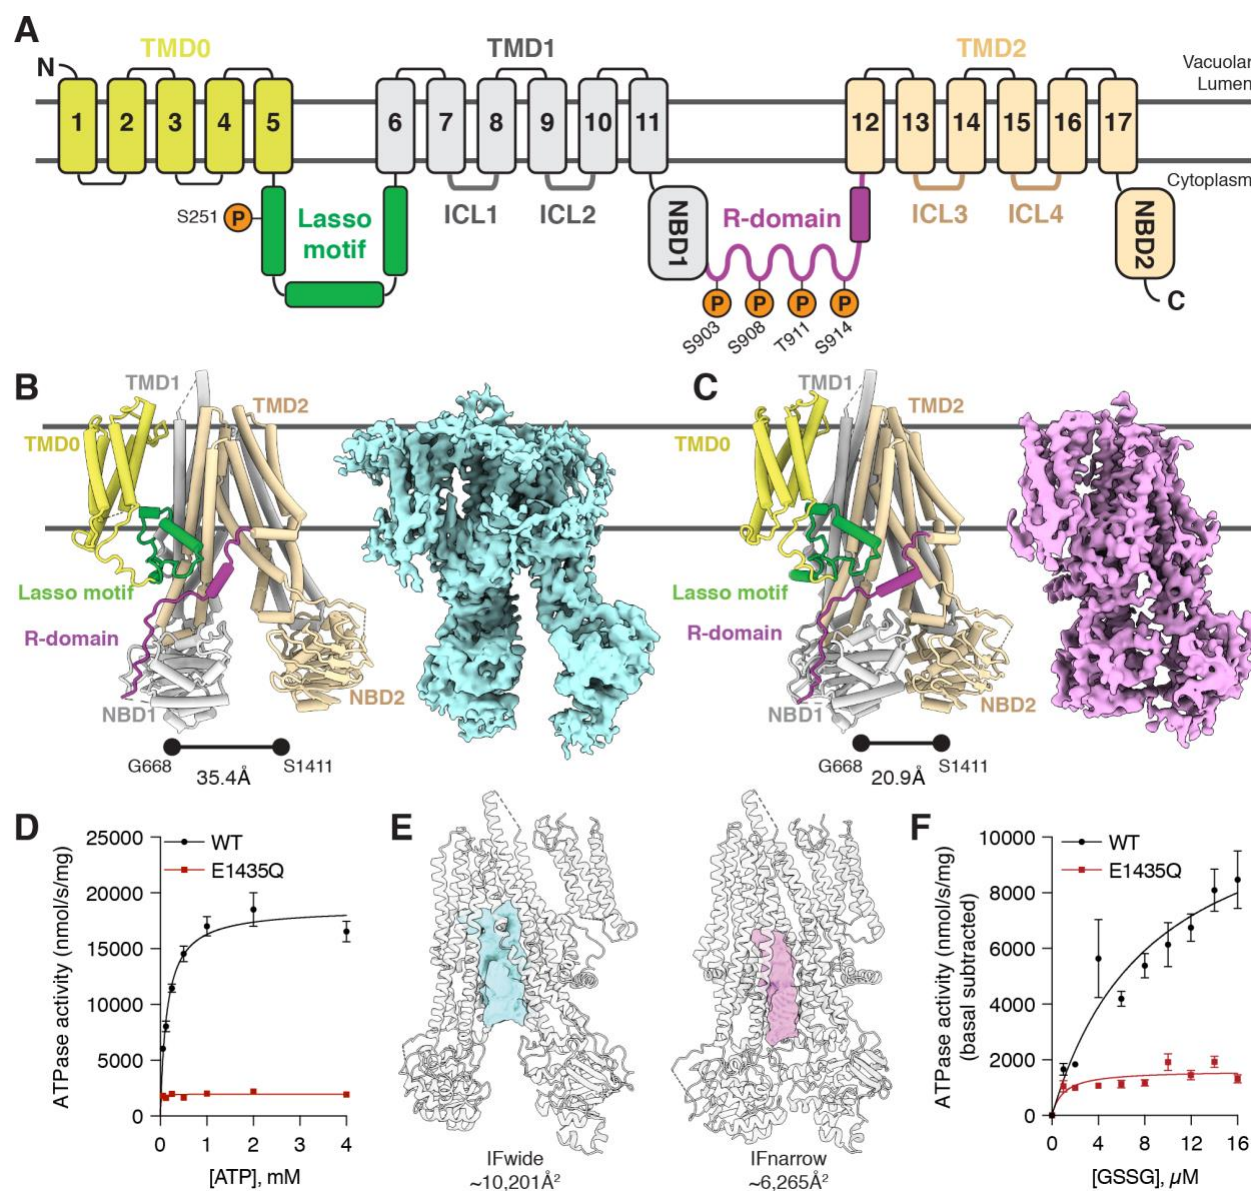 A
TMD0
TMD1
TMD2
N
Vacuolar
Lumen
1 2 3 4 5 6 7 8 9 10 11 12 13 14 15 16 17
Cytoplasm
S251
P
Lasso
motif
ICL1
ICL2
NBD1
R-domain
ICL3
ICL4
NBD2
C
P P P P
S903 S908 T911 S914
B
TMD1
TMD2
TMD0
Lasso motif
R-domain
NBD1
NBD2
G668
S1411
35.4Å
C
TMD1
TMD2
TMD0
Lasso motif
R-domain
NBD1
NBD2
G668
S1411
20.9Å
D
WT
E1435Q
ATPase activity (nmol/s/mg)
25000
20000
15000
10000
5000
0
0 1 2 3 4
[ATP], mM
E
IFwide
~10,201Å²
IFnarrow
~6,265Å²
F
WT
E1435Q
ATPase activity (nmol/s/mg)
(basal subtracted)
10000
8000
6000
4000
2000
0
0 4 8 12 16
[GSSG], µM